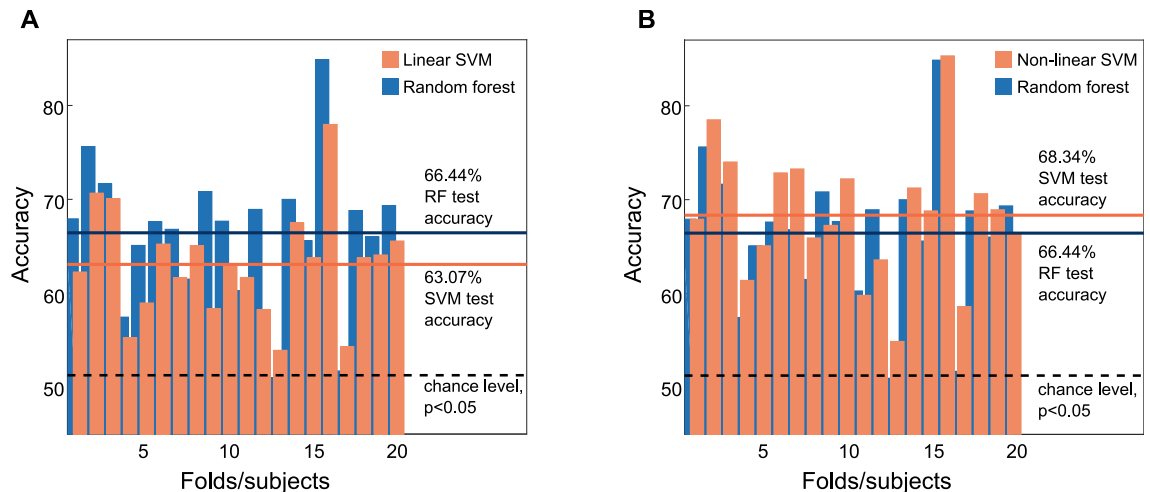 A
Linear SVM
Random forest
80
70
60
50
Accuracy
66.44%
RF test
accuracy
63.07%
SVM test
accuracy
chance level,
p<0.05
5
10
15
20
Folds/subjects
B
Non-linear SVM
Random forest
80
70
60
50
Accuracy
68.34%
SVM test
accuracy
66.44%
RF test
accuracy
chance level,
p<0.05
5
10
15
20
Folds/subjects